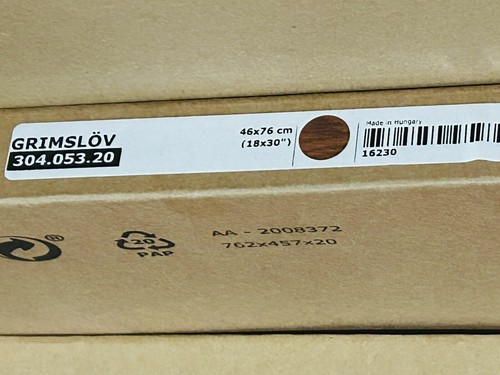 GRIMSLÖV
304.053.20
46x76 cm
(18x30")
Made in Hungary
16230
®
20
PAP
AA - 2008372
762x457x20